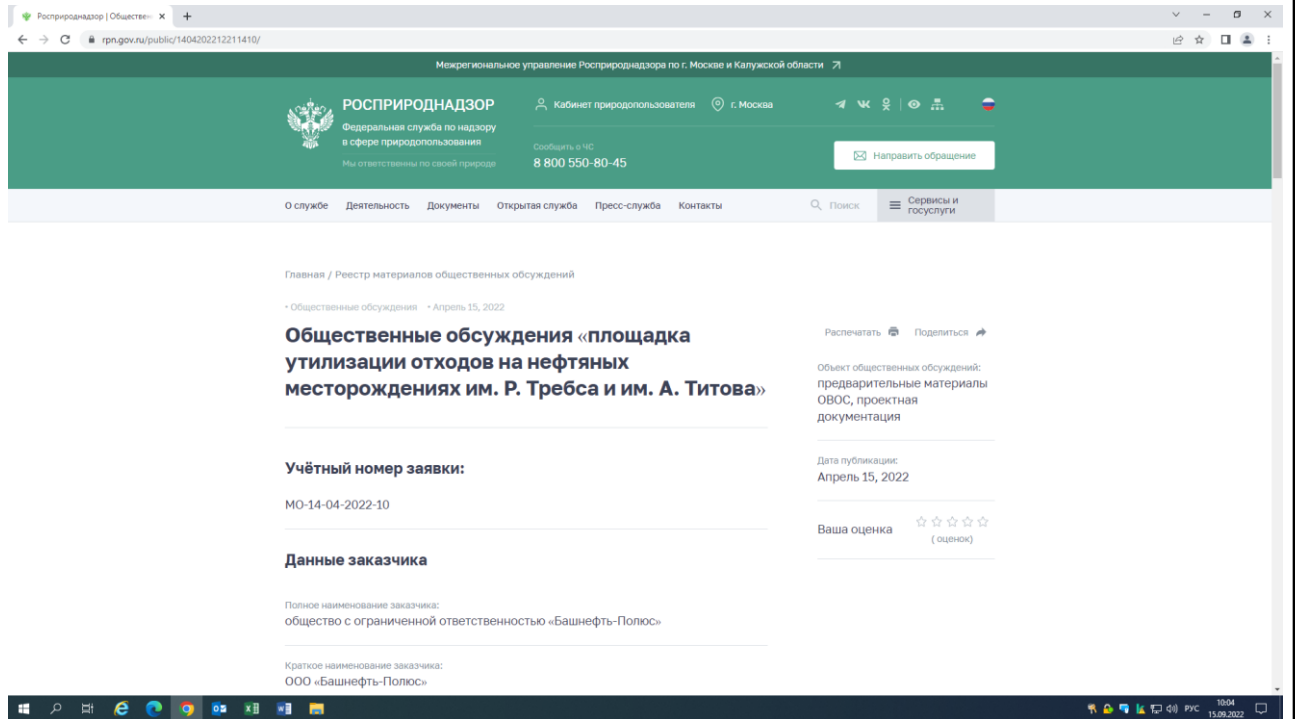 Росприроднадзор | Обществен
rpn.gov.ru/public/1404202212211410/
Межрегиональное управление Росприроднадзора по г. Москве и Калужской области
РОСПРИРОДНАДЗОР
Федеральная служба по надзору
в сфере природопользования
Мы ответственны по своей природе
Кабинет природопользователя
г. Москва
Сообщить о ЧС
8 800 550-80-45
Направить обращение
О службе Деятельность Документы Открытая служба Пресс-служба Контакты
Поиск
Сервисы и
госуслуги
Главная / Реестр материалов общественных обсуждений
• Общественные обсуждения • Апрель 15, 2022
Общественные обсуждения «площадка
утилизации отходов на нефтяных
месторождениях им. Р. Требса и им. А. Титова»
Учётный номер заявки:
МО-14-04-2022-10
Данные заказчика
Полное наименование заказчика:
общество с ограниченной ответственностью «Башнефть-Полюс»
Краткое наименование заказчика:
ООО «Башнефть-Полюс»
Распечатать Поделиться
Объект общественных обсуждений:
предварительные материалы
ОВОС, проектная
документация
Дата публикации:
Апрель 15, 2022
Ваша оценка
( оценок)
РУС
10:04
15.09.2022